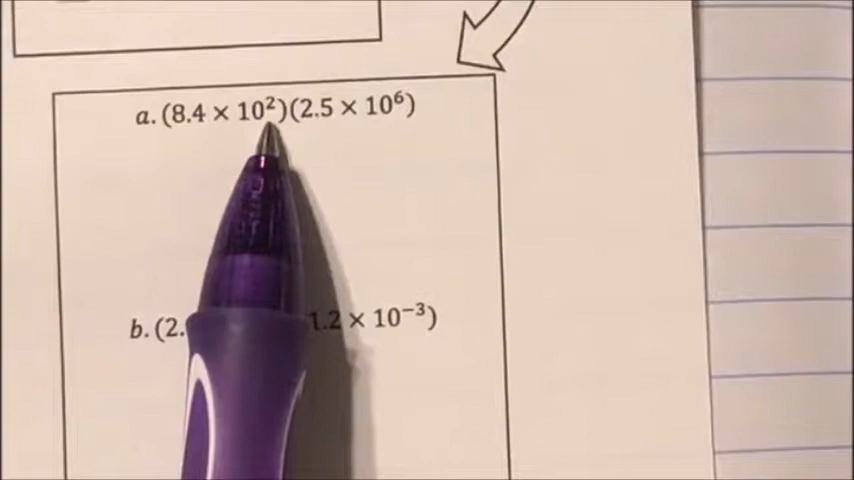 a. (8.4 × 10²)(2.5 × 10⁶)
b. (2. 1.2 × 10⁻³)